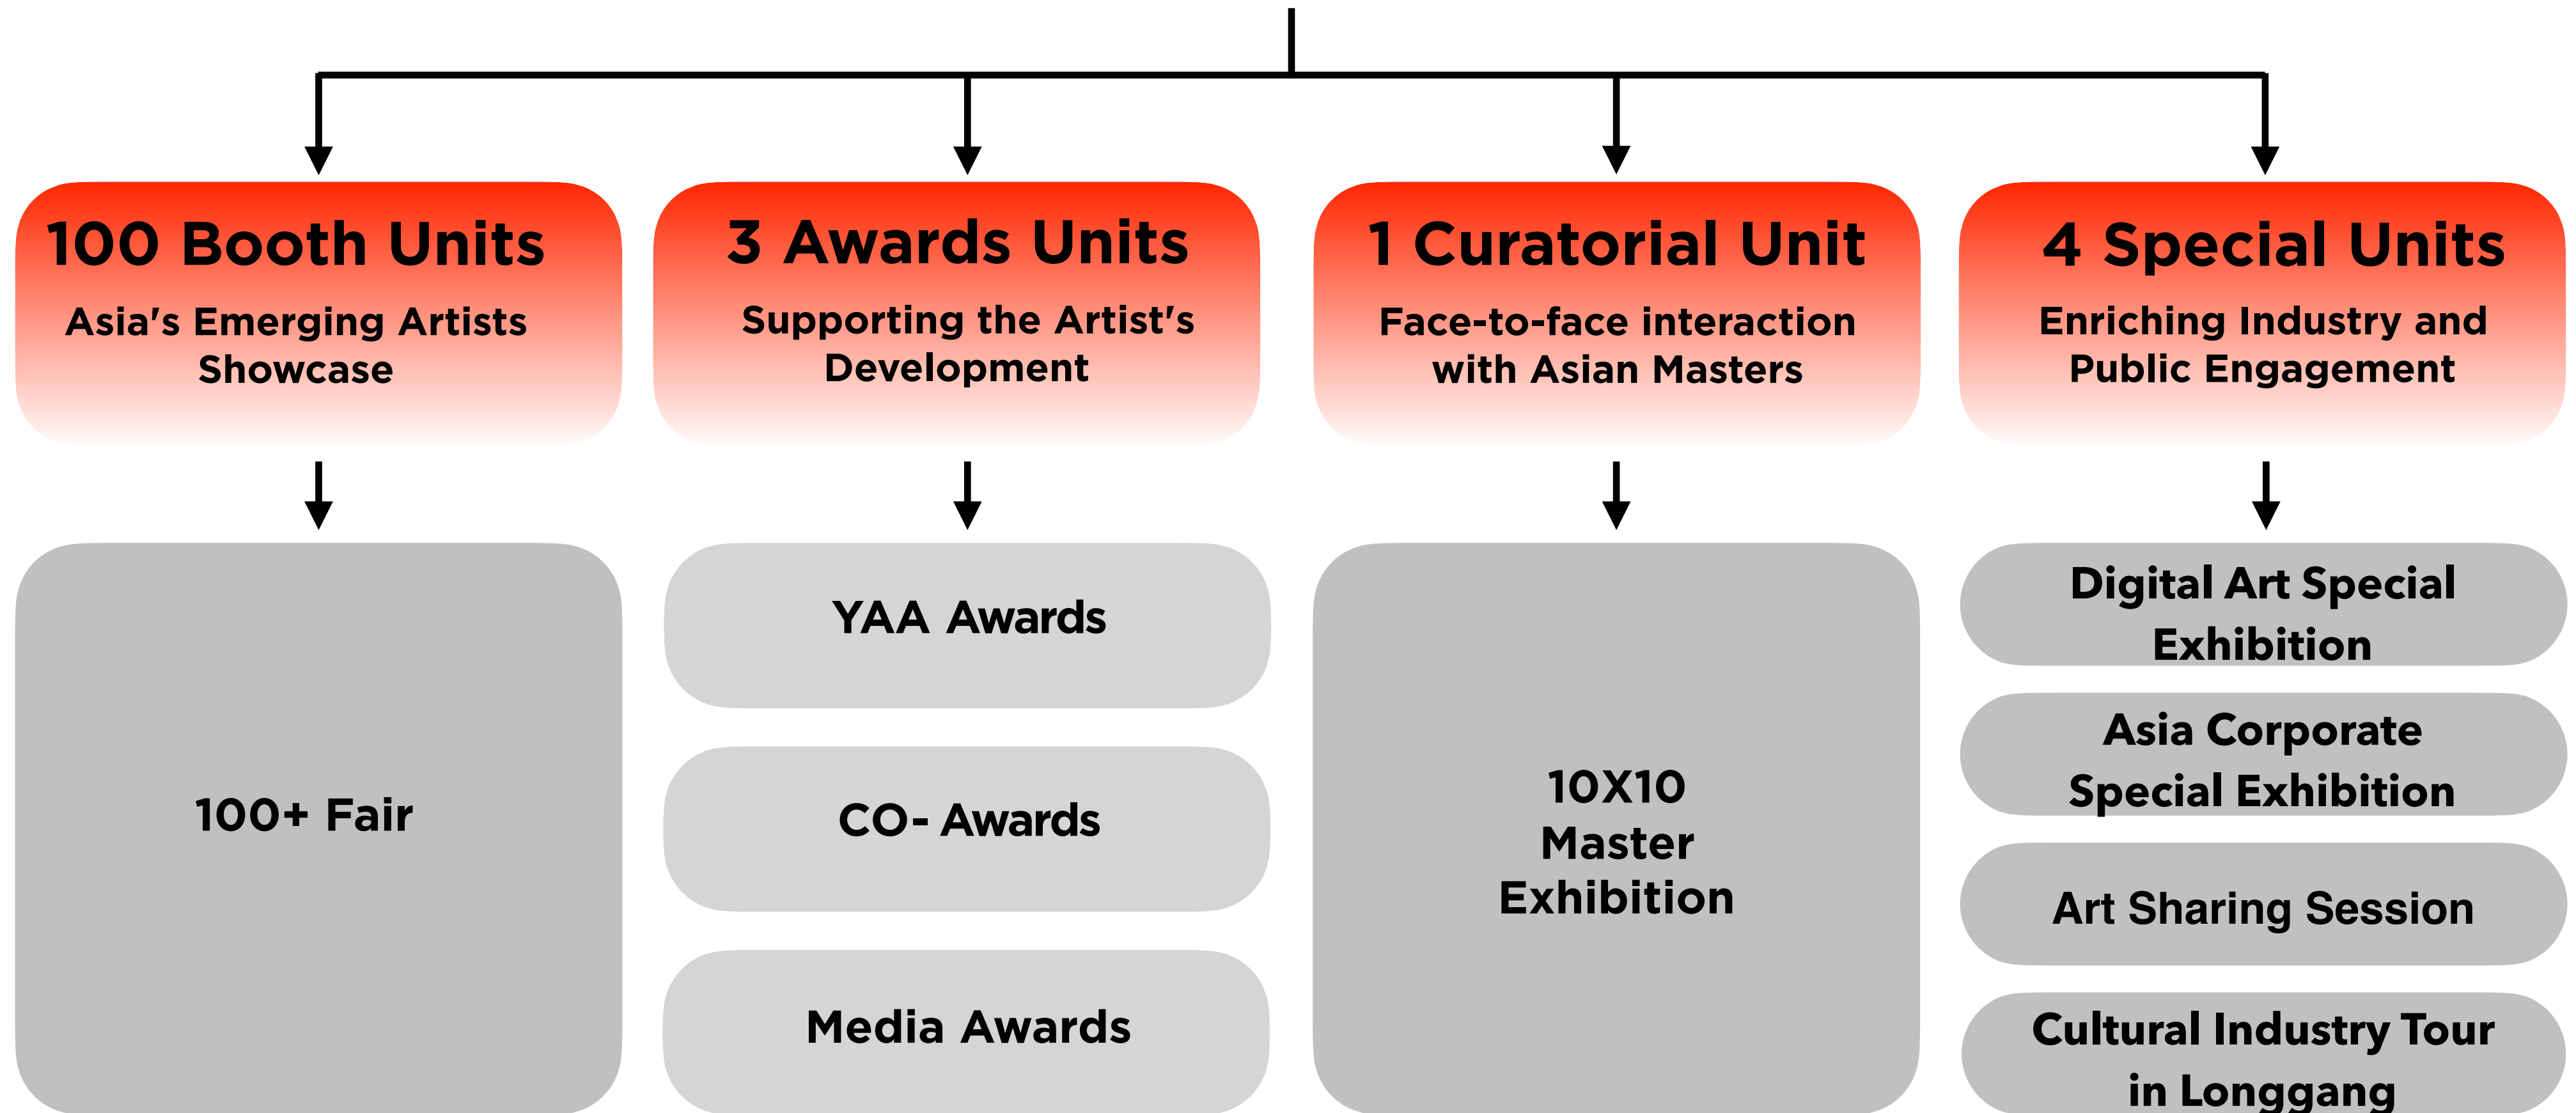 100 Booth Units
Asia's Emerging Artists
Showcase
3 Awards Units
Supporting the Artist's
Development
1 Curatorial Unit
Face-to-face interaction
with Asian Masters
4 Special Units
Enriching Industry and
Public Engagement
100+ Fair
YAA Awards
CO- Awards
Media Awards
10X10
Master
Exhibition
Digital Art Special
Exhibition
Asia Corporate
Special Exhibition
Art Sharing Session
Cultural Industry Tour
in Longgang